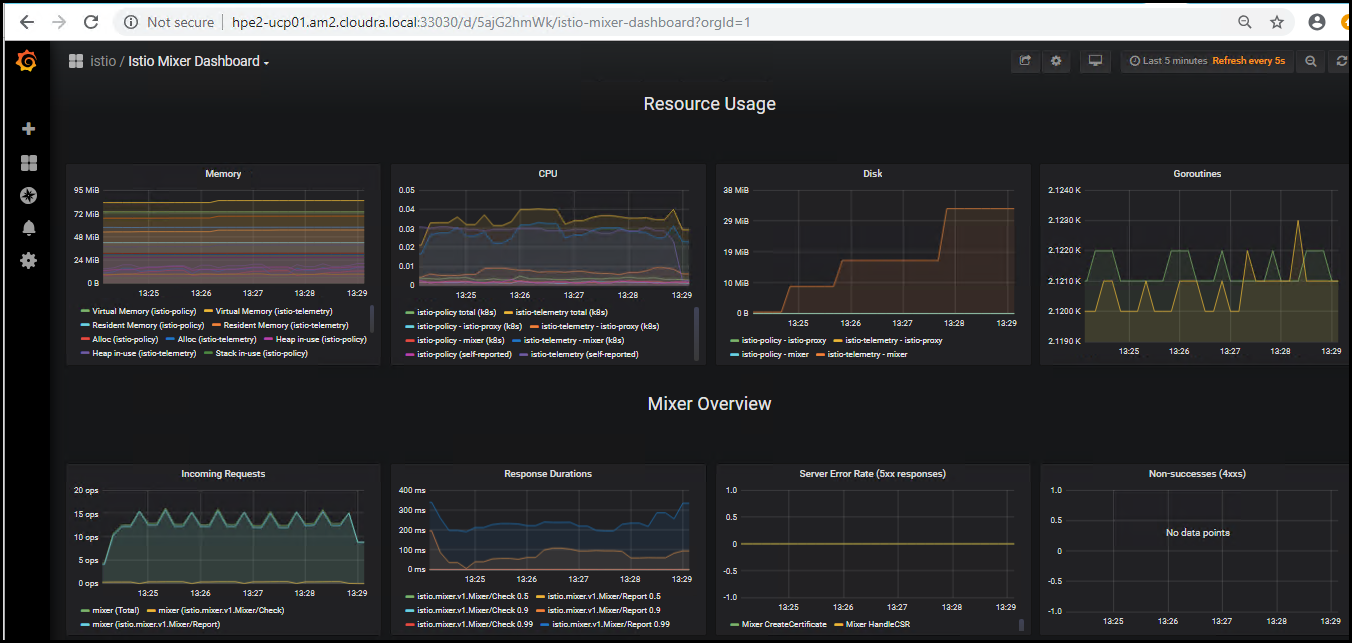 Not secure hpe2-ucp01.am2.cloudra.local:33030/d/5ajG2hmWk/istio-mixer-dashboard?orgId=1
istio / Istio Mixer Dashboard
Last 5 minutes Refresh every 5s
Resource Usage
Memory
95 MiB
72 MiB
48 MiB
24 MiB
0 B
13:25 13:26 13:27 13:28 13:29
Virtual Memory (istio-policy) Virtual Memory (istio-telemetry)
Resident Memory (istio-policy) Resident Memory (istio-telemetry)
Alloc (istio-policy) Alloc (istio-telemetry) Heap in-use (istio-policy)
Heap in-use (istio-telemetry) Stack in-use (istio-policy)
CPU
0.05
0.04
0.03
0.02
0.01
0
13:25 13:26 13:27 13:28 13:29
istio-policy total (k8s) istio-telemetry total (k8s)
istio-policy - istio-proxy (k8s) istio-telemetry - istio-proxy (k8s)
istio-policy - mixer (k8s) istio-telemetry - mixer (k8s)
istio-policy (self-reported) istio-telemetry (self-reported)
Disk
38 MiB
29 MiB
19 MiB
10 MiB
0 B
13:25 13:26 13:27 13:28 13:29
istio-policy - istio-proxy istio-telemetry - istio-proxy
istio-policy - mixer istio-telemetry - mixer
Goroutines
2.1240 K
2.1230 K
2.1220 K
2.1210 K
2.1200 K
2.1190 K
13:25 13:26 13:27 13:28 13:29
Mixer Overview
Incoming Requests
20 ops
15 ops
10 ops
5 ops
0 ops
13:25 13:26 13:27 13:28 13:29
mixer (Total) mixer (istio.mixer.v1.Mixer/Check)
mixer (istio.mixer.v1.Mixer/Report)
Response Durations
400 ms
300 ms
200 ms
100 ms
0 ms
13:25 13:26 13:27 13:28 13:29
istio.mixer.v1.Mixer/Check 0.5 istio.mixer.v1.Mixer/Report 0.5
istio.mixer.v1.Mixer/Check 0.9 istio.mixer.v1.Mixer/Report 0.9
istio.mixer.v1.Mixer/Check 0.99 istio.mixer.v1.Mixer/Report 0.99
Server Error Rate (5xx responses)
1.0
0.5
0
-0.5
-1.0
13:25 13:26 13:27 13:28 13:29
Mixer CreateCertificate Mixer HandleCSR
Non-successes (4xxs)
1.0
0.5
0
-0.5
-1.0
No data points
13:25 13:26 13:27 13:28 13:29